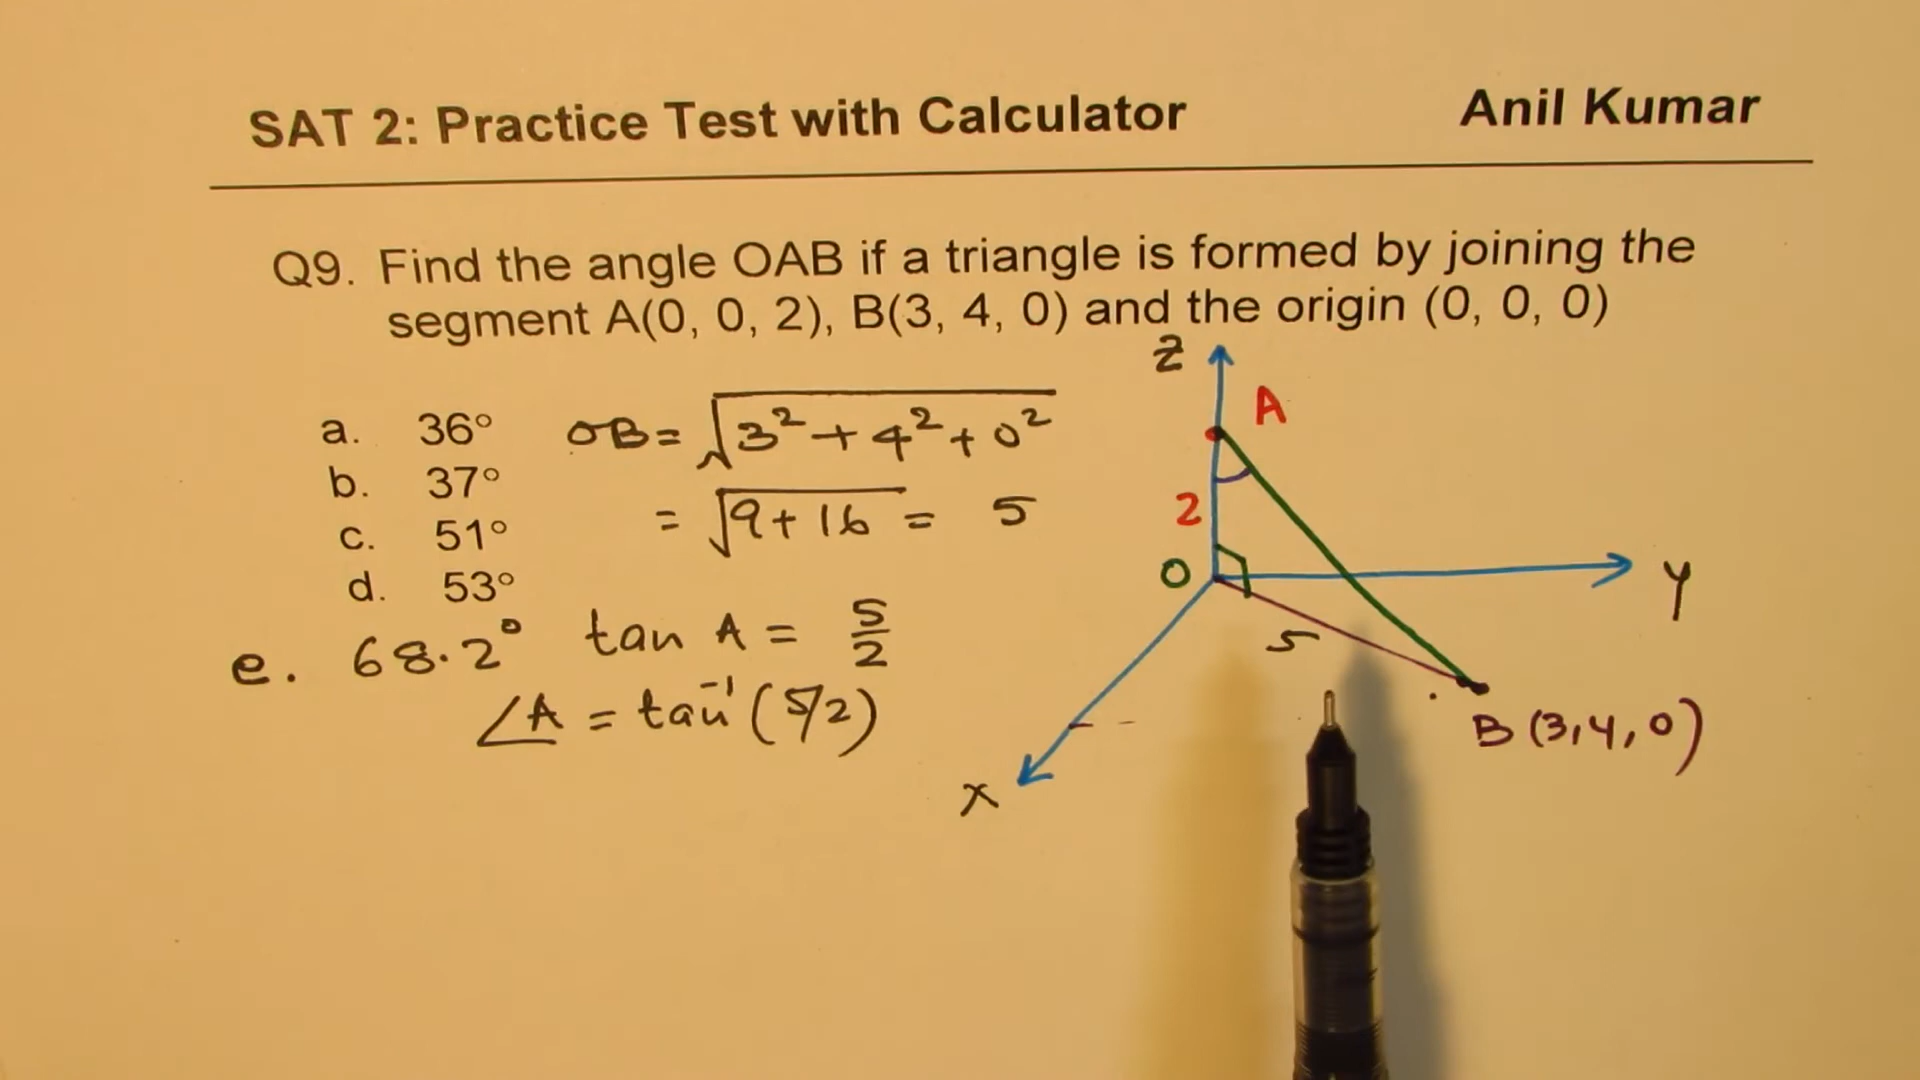 SAT 2: Practice Test with Calculator Anil Kumar
Q9. Find the angle OAB if a triangle is formed by joining the
segment A(0, 0, 2), B(3, 4, 0) and the origin (0, 0, 0)
a. 36°
b. 37°
c. 51°
d. 53°
e. 68.2°
OB = √(3² + 4² + 0²)
= √(9 + 16) = 5
tan A = 5/2
∠A = tan⁻¹(5/2)
Z
A
2
O
y
5
B (3,4,0)
x